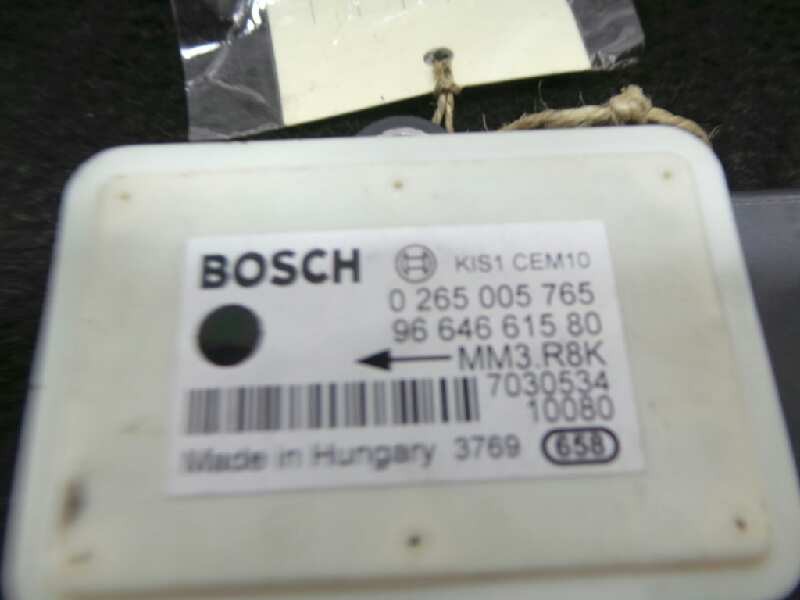 BOSCH KIS1 CEM10
0 265 005 765
96 646 615 80
MM3.R8K
7030534
10080
Made in Hungary 3769 658